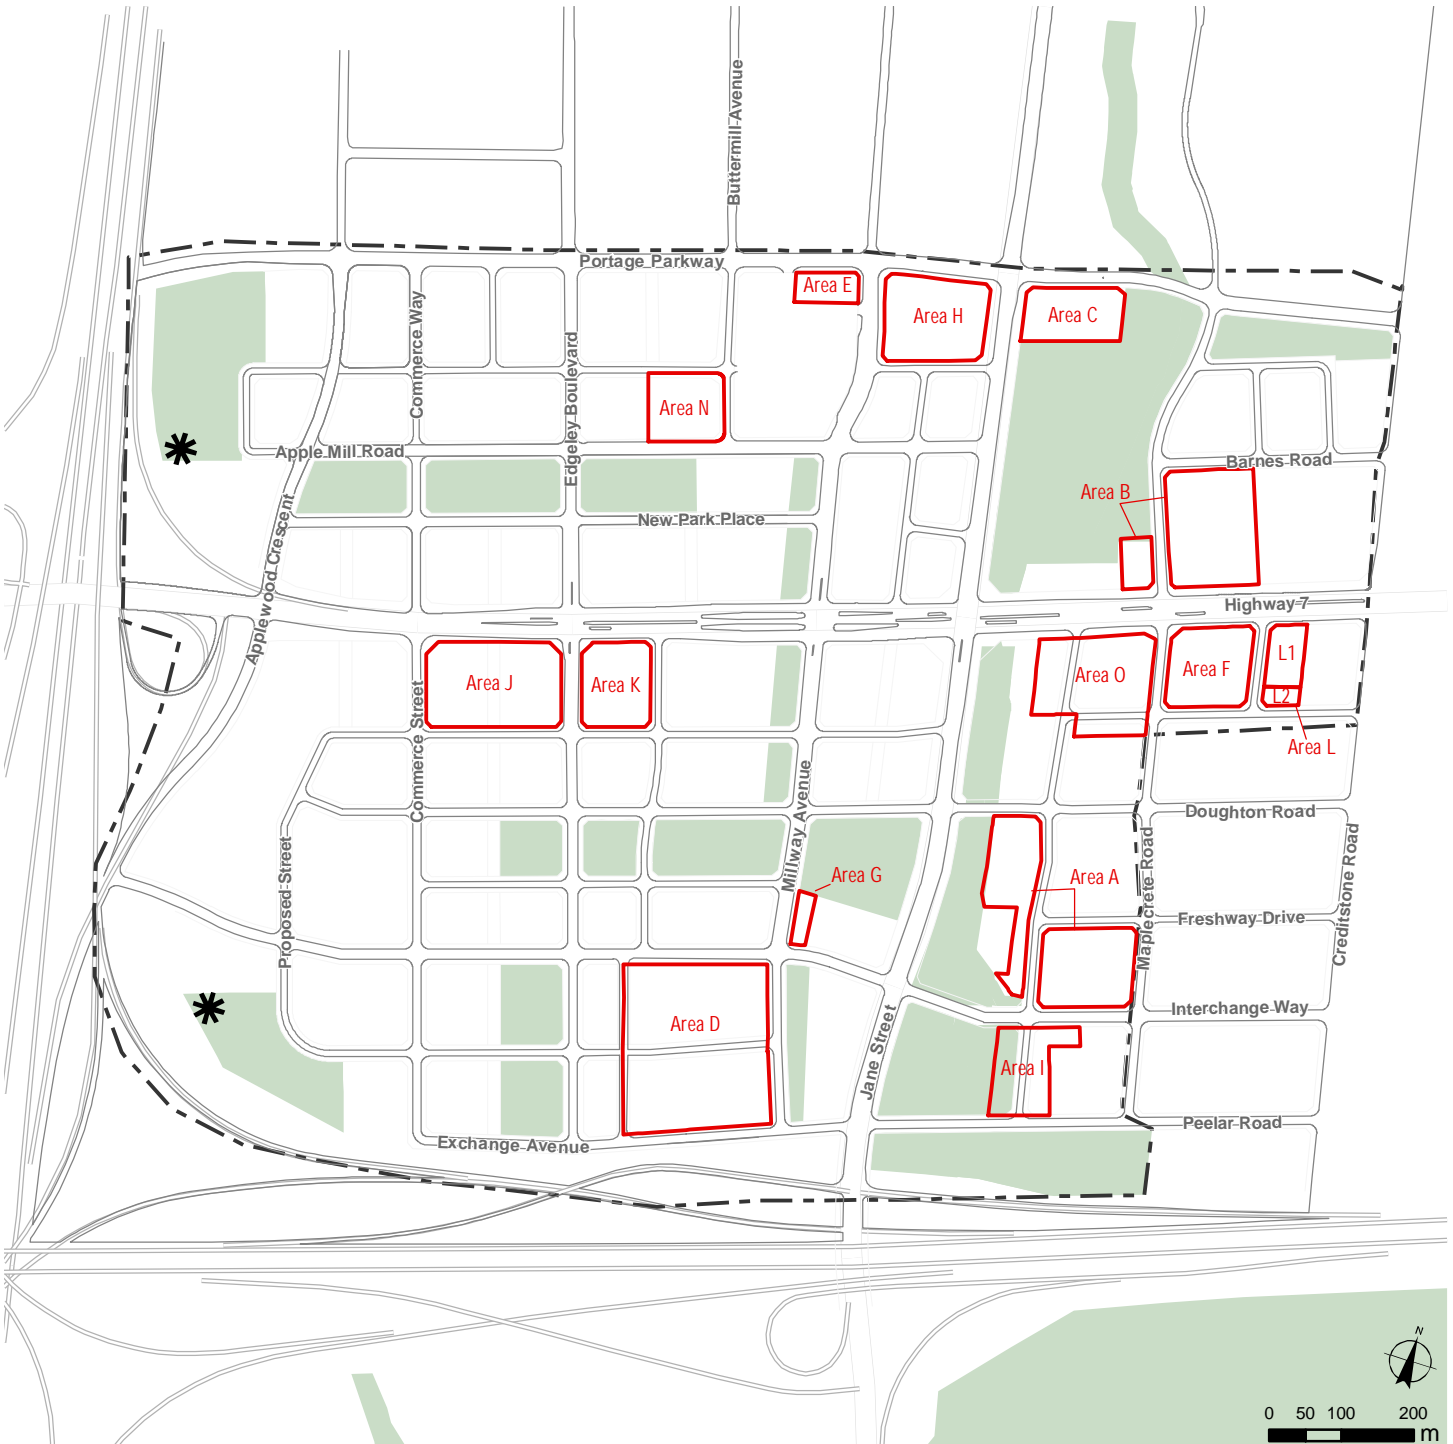 Buttermill Avenue
Portage Parkway
Area E
Area H
Area C
Commerce Way
Edgeley Boulevard
Area N
Apple Mill Road
Barnes Road
Area B
New Park Place
Applewood Crescent
Highway 7
Area J
Area K
Area O
Area F
L1
L2
Area L
Commerce Street
Millway Avenue
Doughton Road
Proposed Street
Area G
Area A
Maplecrete Road
Creditstone Road
Freshway Drive
Interchange Way
Area D
Jane Street
Area I
Peelar Road
Exchange Avenue
N
0 50 100 200
m